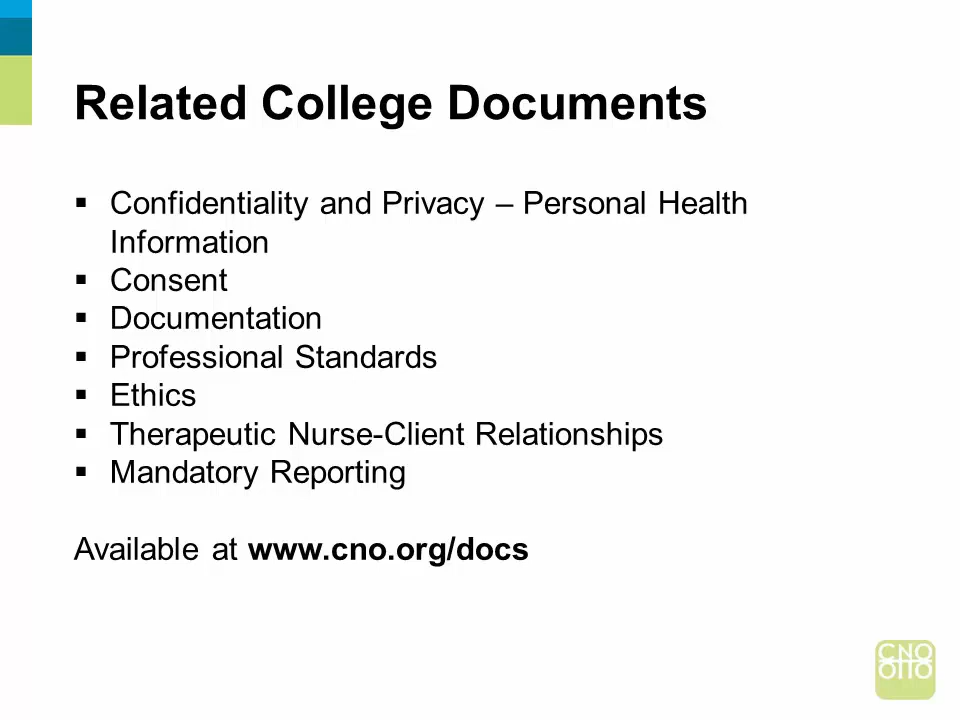 Related College Documents
▪ Confidentiality and Privacy – Personal Health
Information
▪ Consent
▪ Documentation
▪ Professional Standards
▪ Ethics
▪ Therapeutic Nurse-Client Relationships
▪ Mandatory Reporting
Available at www.cno.org/docs
CNO
OIIO